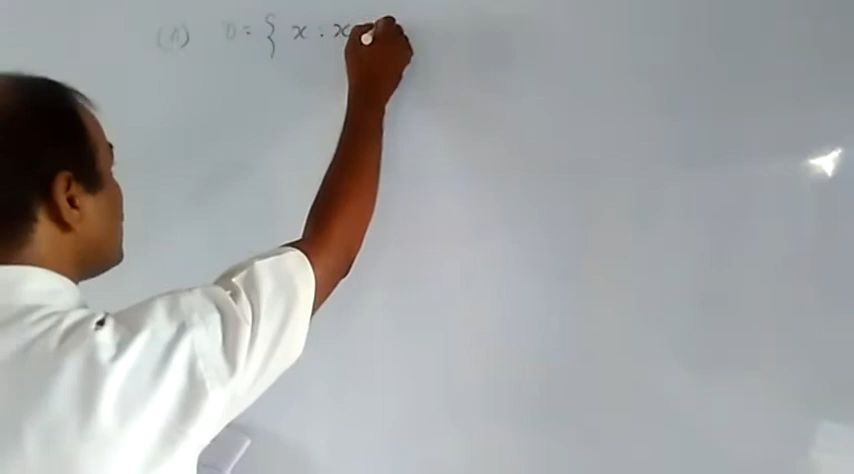 (A) D = { x : x